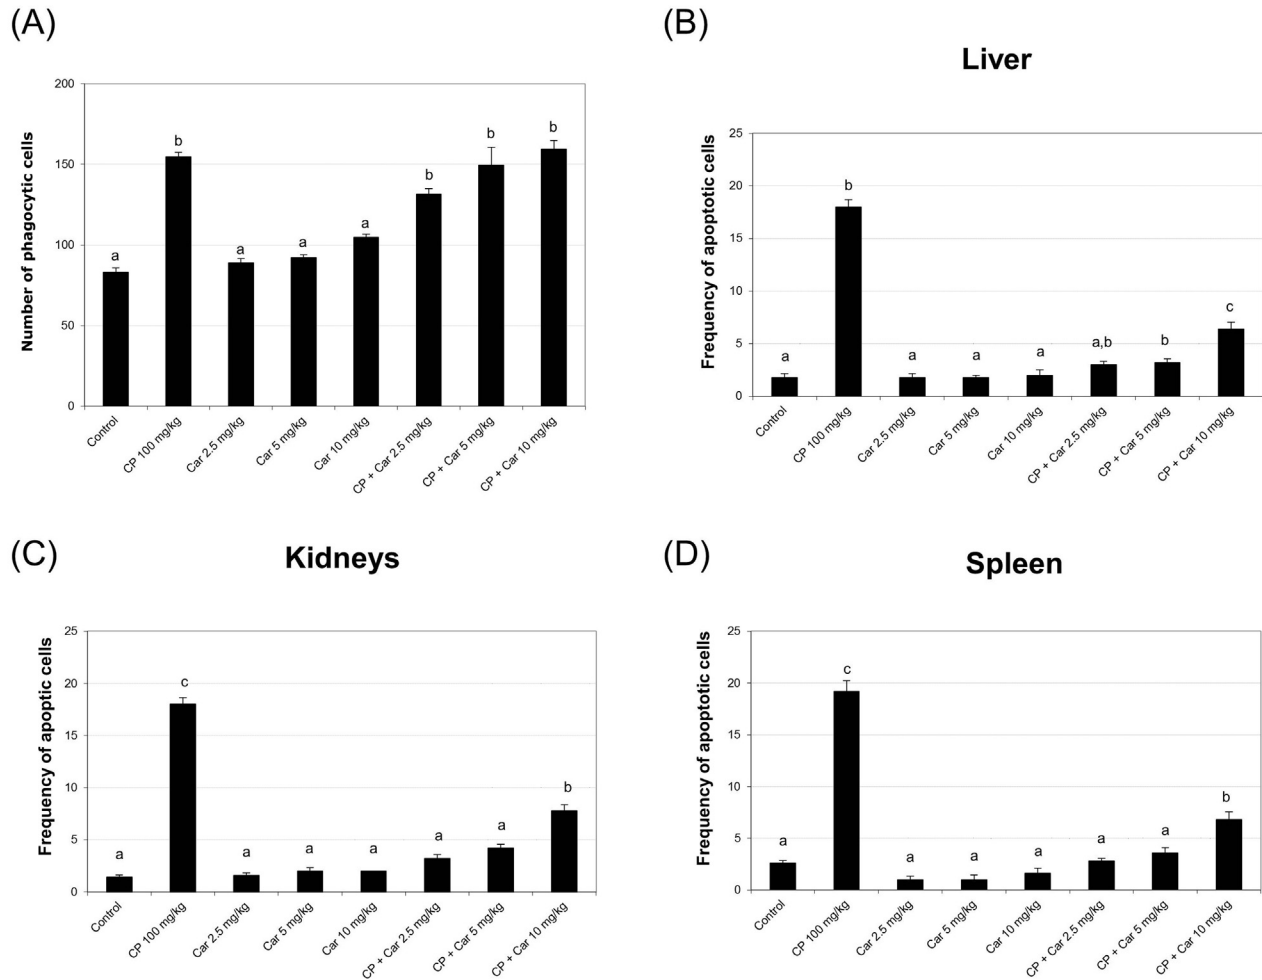 (A)
Number of phagocytic cells
200
150
100
50
0
a
b
a
a
a
b
b
b
Control
CP 100 mg/kg
Car 2.5 mg/kg
Car 5 mg/kg
Car 10 mg/kg
CP + Car 2.5 mg/kg
CP + Car 5 mg/kg
CP + Car 10 mg/kg
(B)
Liver
Frequency of apoptotic cells
25
20
15
10
5
0
a
b
a
a
a
a,b
b
c
Control
CP 100 mg/kg
Car 2.5 mg/kg
Car 5 mg/kg
Car 10 mg/kg
CP + Car 2.5 mg/kg
CP + Car 5 mg/kg
CP + Car 10 mg/kg
(C)
Kidneys
Frequency of apoptic cells
25
20
15
10
5
0
a
c
a
a
a
a
a
b
Control
CP 100 mg/kg
Car 2.5 mg/kg
Car 5 mg/kg
Car 10 mg/kg
CP + Car 2.5 mg/kg
CP + Car 5 mg/kg
CP + Car 10 mg/kg
(D)
Spleen
Frequency of apoptotic cells
25
20
15
10
5
0
a
c
a
a
a
a
a
b
Control
CP 100 mg/kg
Car 2.5 mg/kg
Car 5 mg/kg
Car 10 mg/kg
CP + Car 2.5 mg/kg
CP + Car 5 mg/kg
CP + Car 10 mg/kg